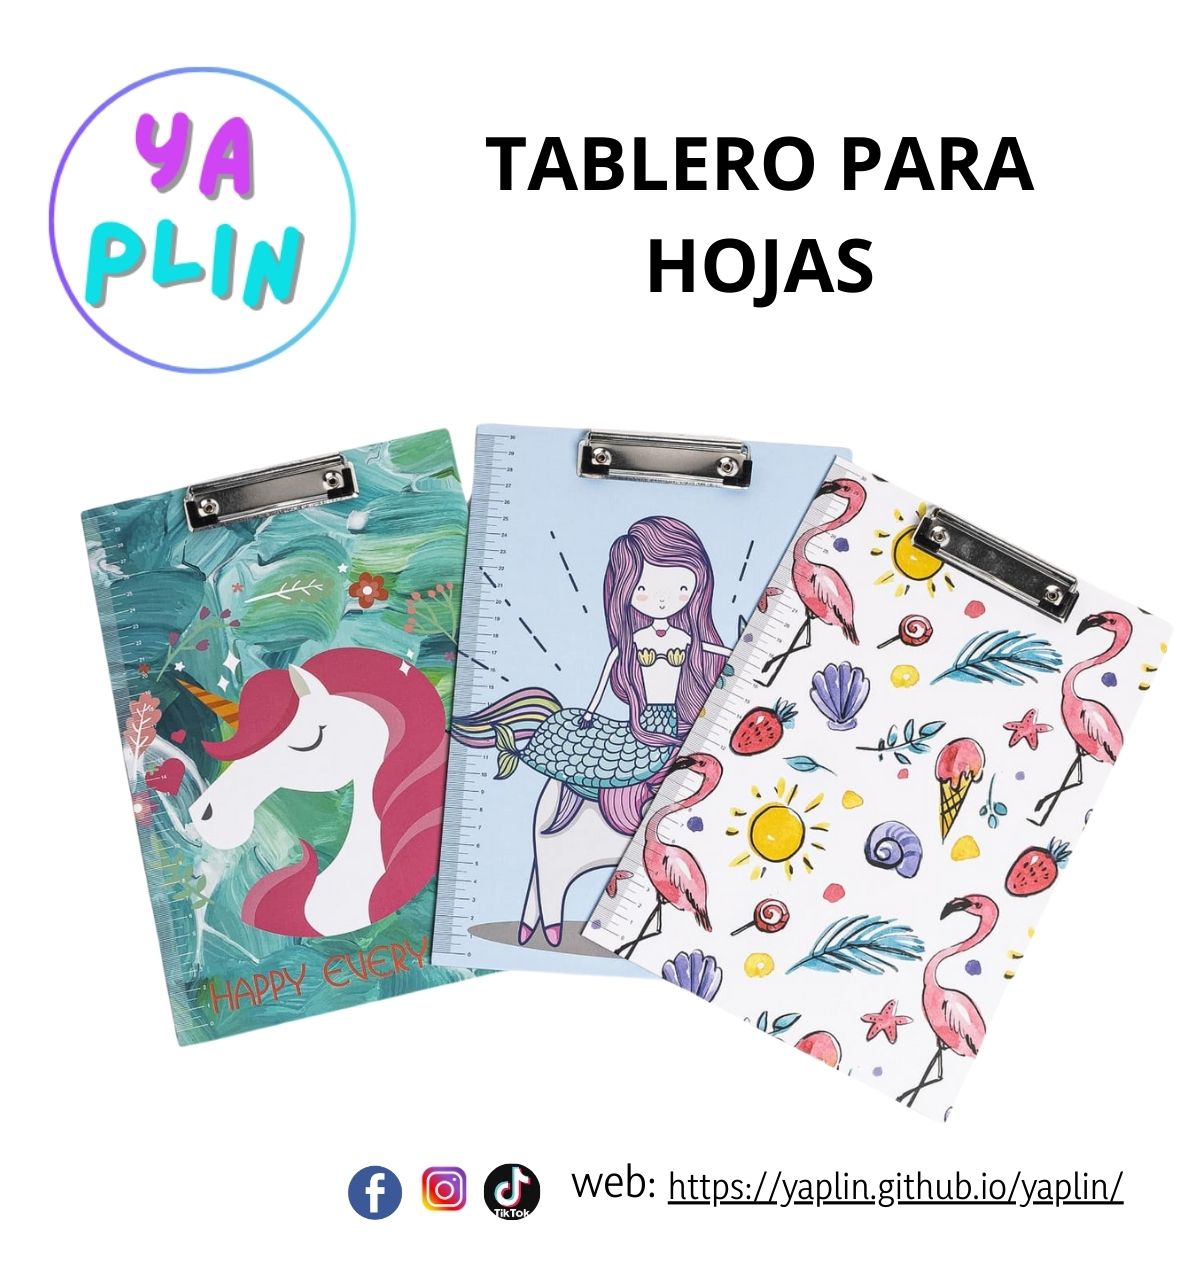 YA
PLIN
TABLERO PARA
HOJAS
HAPPY EVERY
TikTok
web: https://yaplin.github.io/yaplin/